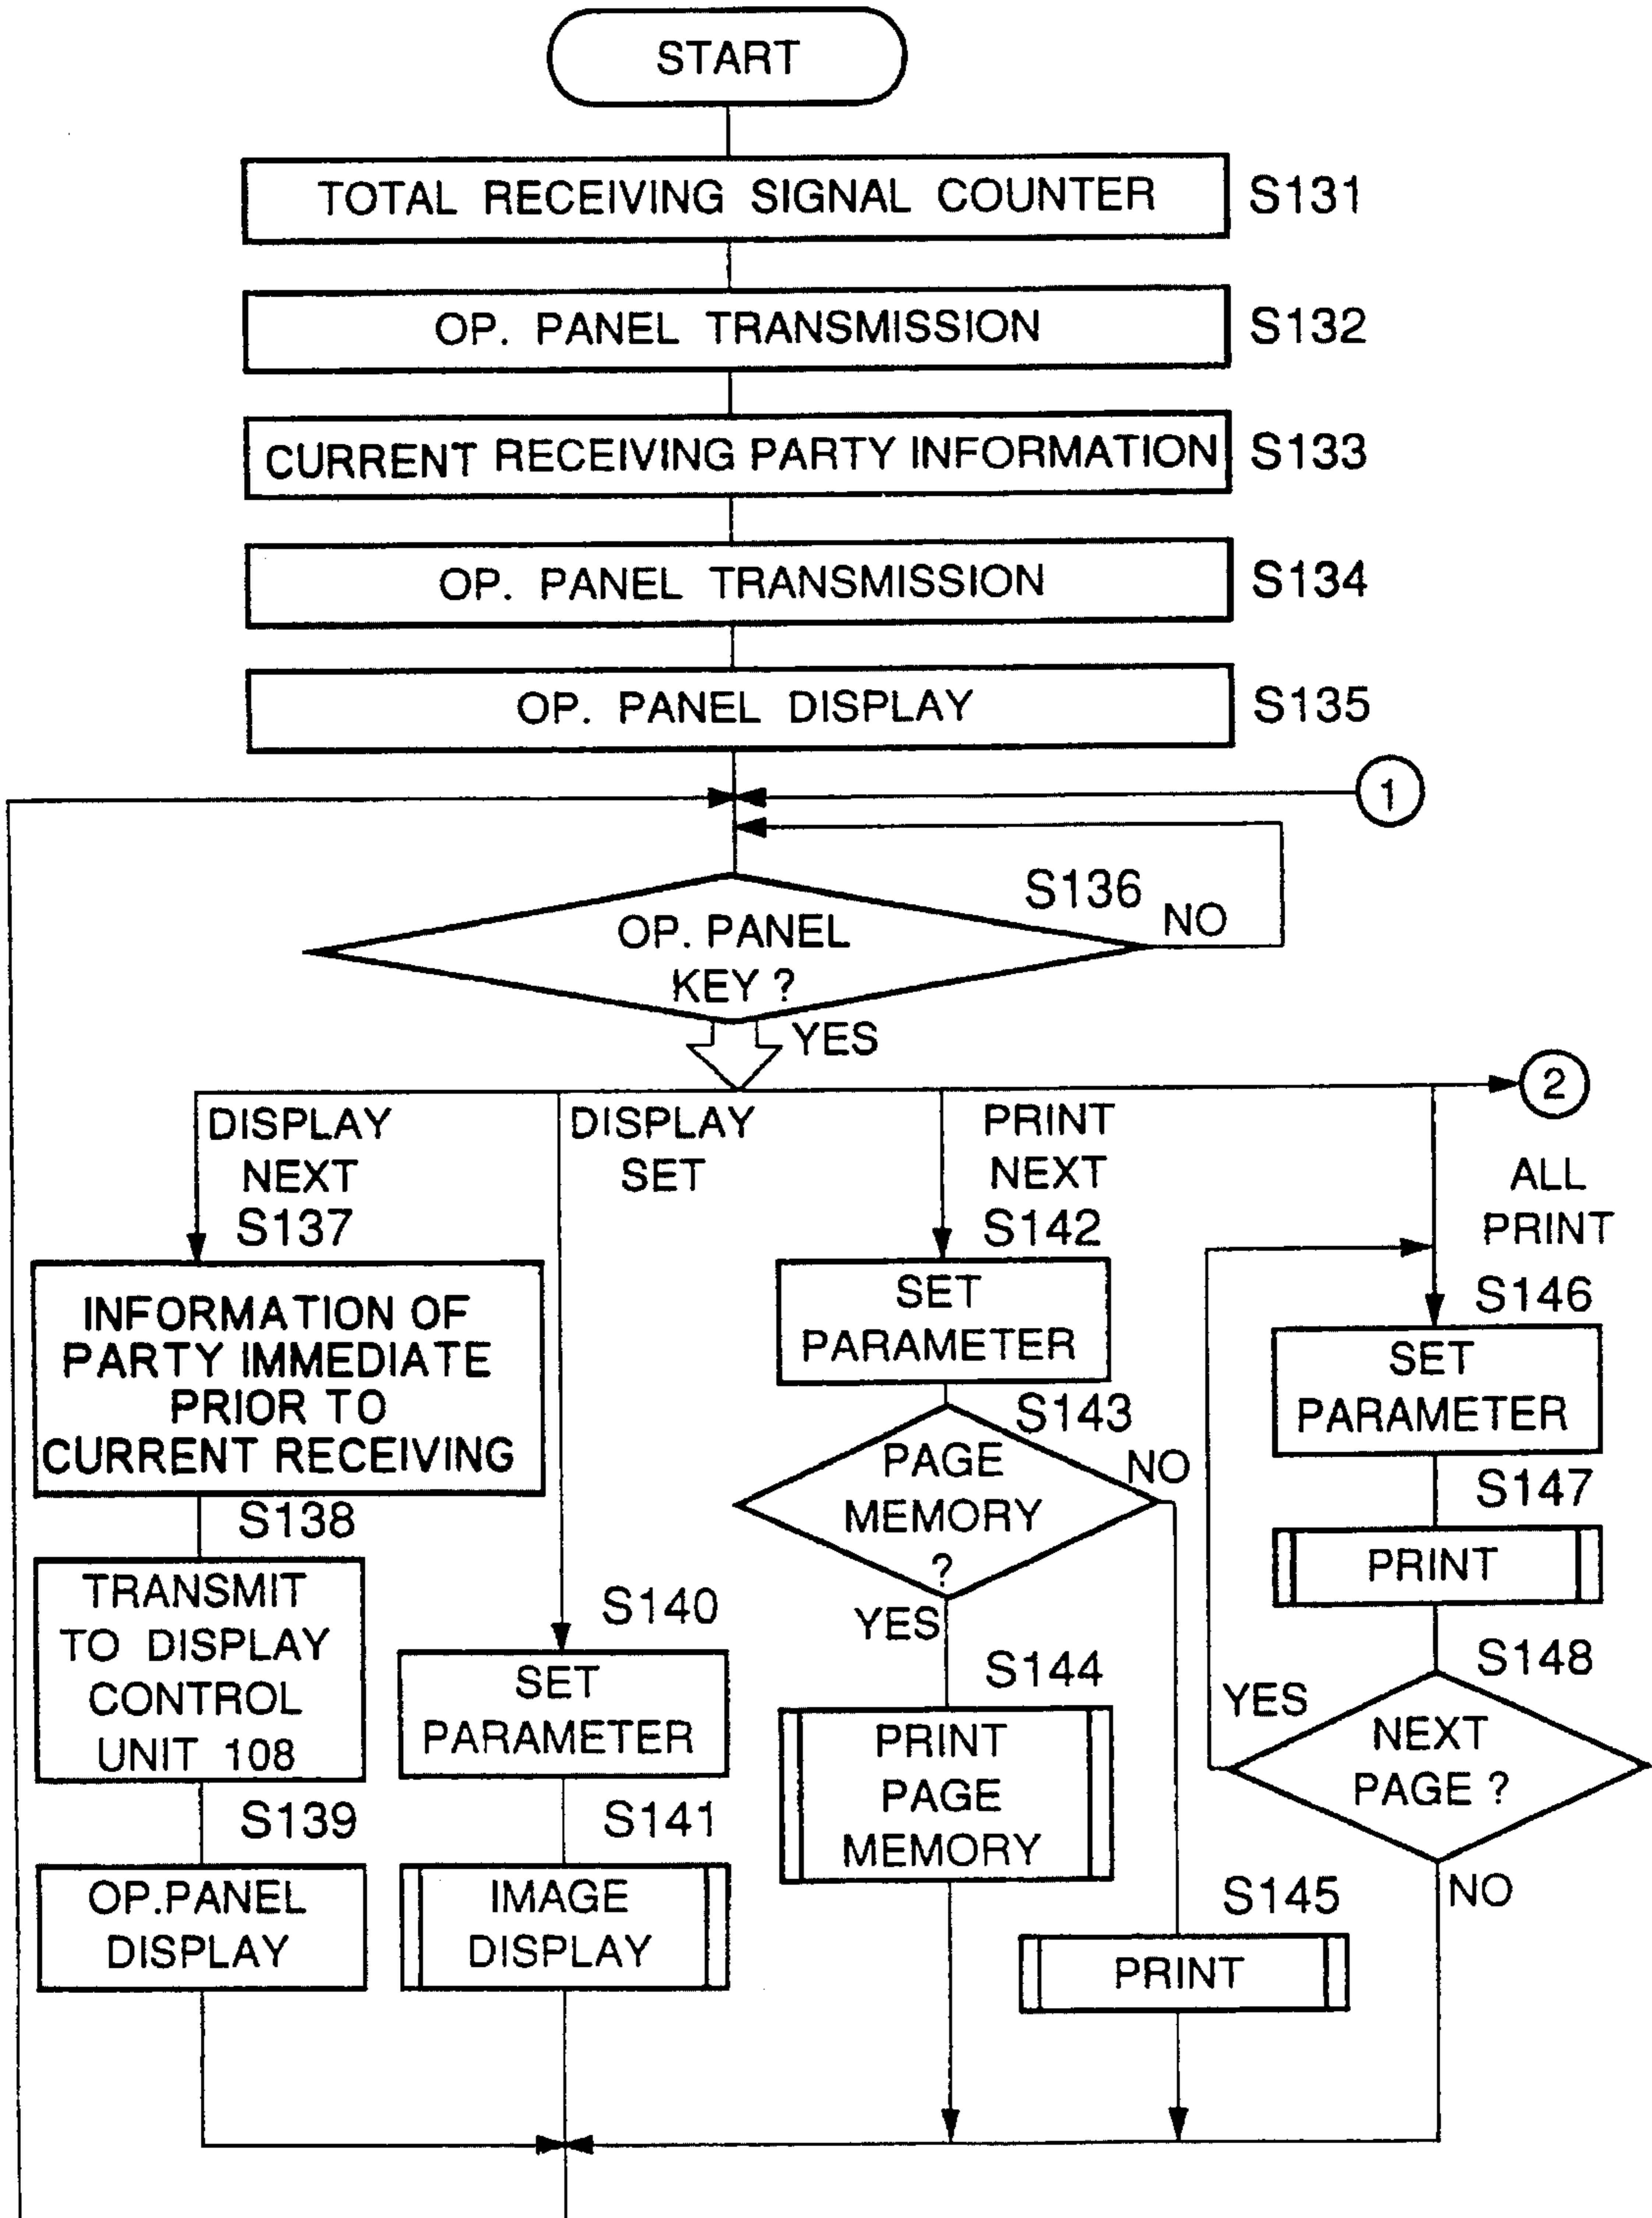 START
TOTAL RECEIVING SIGNAL COUNTER
S131
OP. PANEL TRANSMISSION
S132
CURRENT RECEIVING PARTY INFORMATION
S133
OP. PANEL TRANSMISSION
S134
OP. PANEL DISPLAY
S135
1
S136
NO
OP. PANEL
KEY ?
YES
2
DISPLAY
NEXT
S137
INFORMATION OF
PARTY IMMEDIATE
PRIOR TO
CURRENT RECEIVING
S138
TRANSMIT
TO DISPLAY
CONTROL
UNIT 108
S139
OP.PANEL
DISPLAY
DISPLAY
SET
S140
SET
PARAMETER
S141
IMAGE
DISPLAY
PRINT
NEXT
S142
SET
PARAMETER
S143
PAGE
MEMORY
?
NO
YES
S144
PRINT
PAGE
MEMORY
S145
PRINT
ALL
PRINT
S146
SET
PARAMETER
S147
PRINT
S148
YES
NEXT
PAGE ?
NO